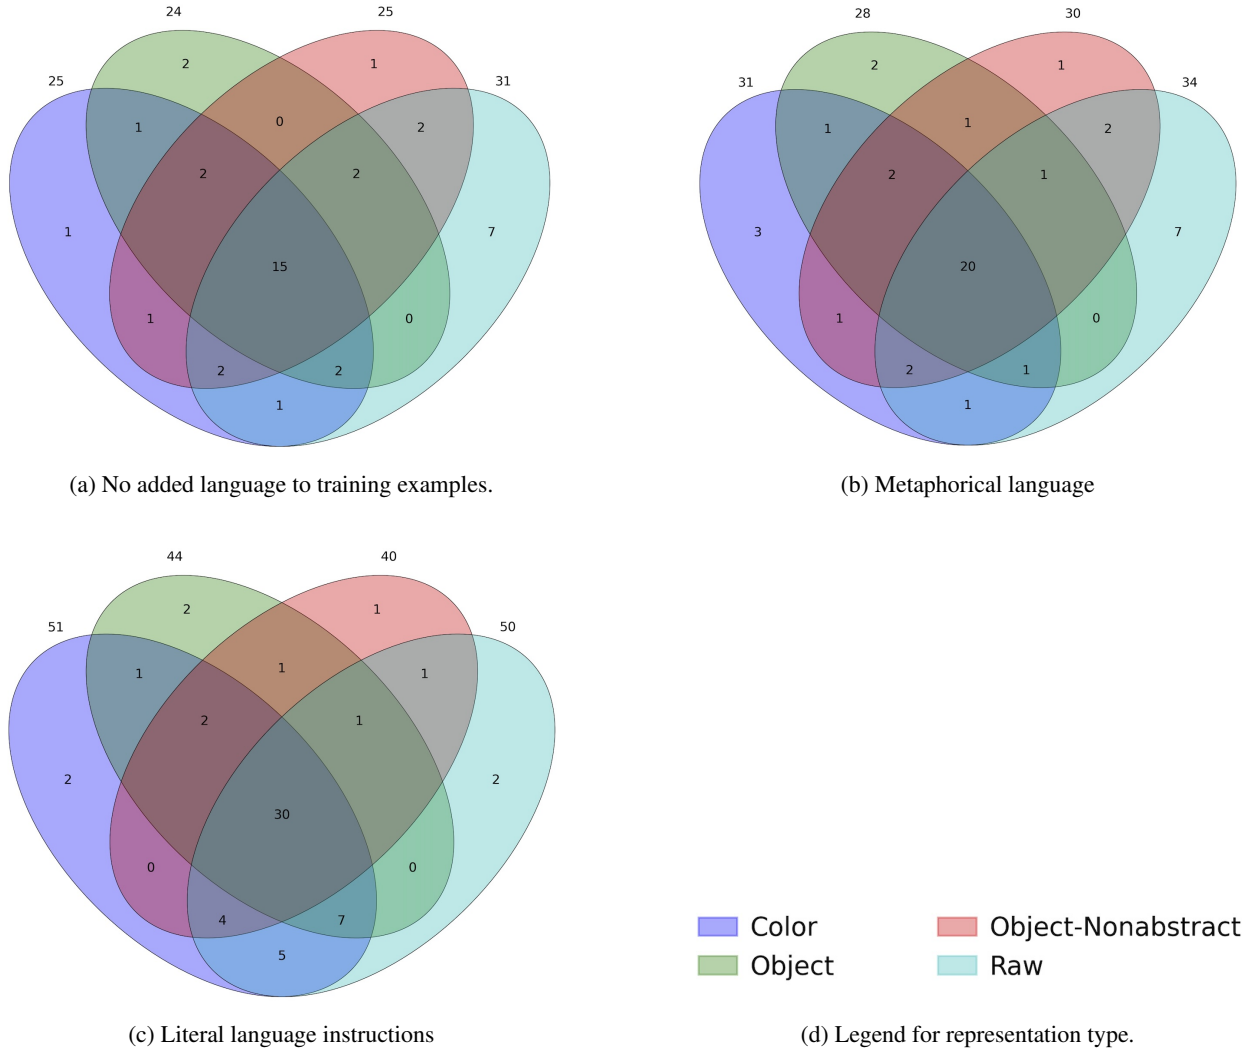 24 25 28 30
25 31 31 34
2 1 2 1
1 0 2 1 1 2
2 2 2 1
1 7 3 7
15 20
1 0 1 0
2 2 2 1
1 1
(a) No added language to training examples. (b) Metaphorical language
44 40
51 50
2 1
1 1 1
2 1
2 2
30
0 0
4 7
5
Color Object-Nonabstract
Object Raw
(c) Literal language instructions (d) Legend for representation type.